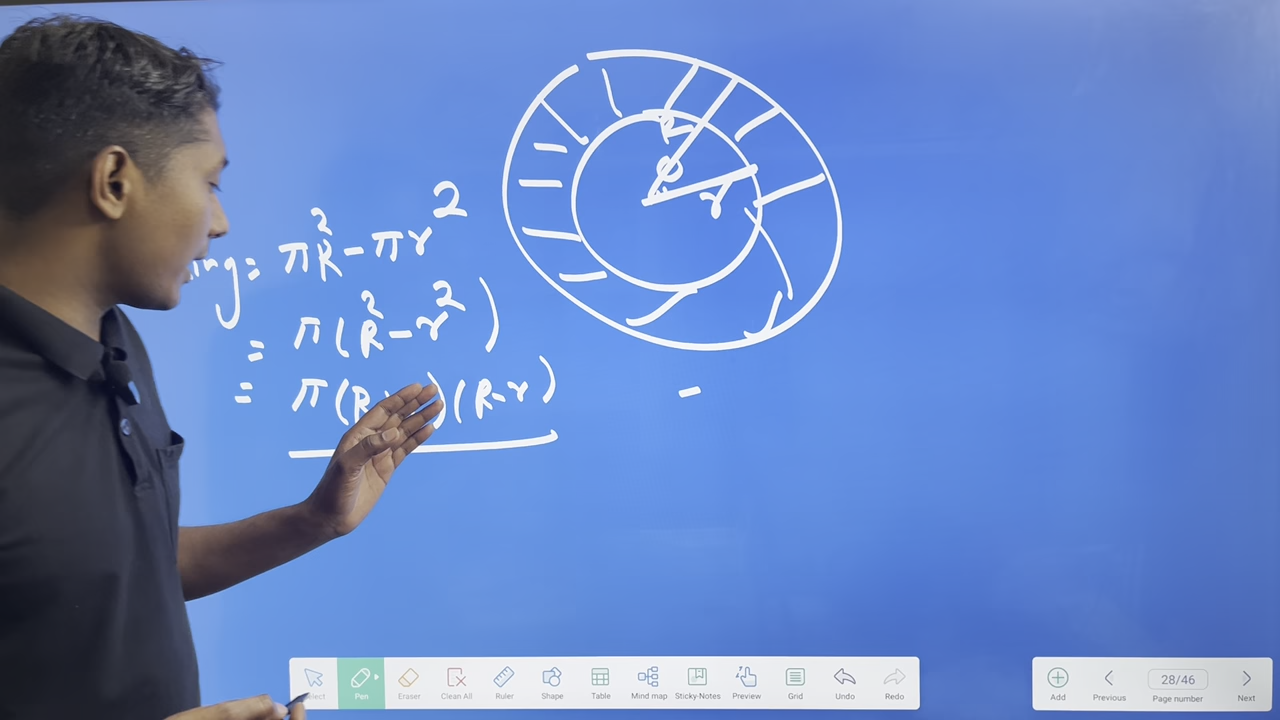 R
r
= πR² - πr²
= π(R² - r²)
= π(R )(R-r)
-
Select Pen Eraser Clean All Ruler Shape Table Mind map Sticky-Notes Preview Grid Undo Redo
Add Previous 28/46 Page number Next